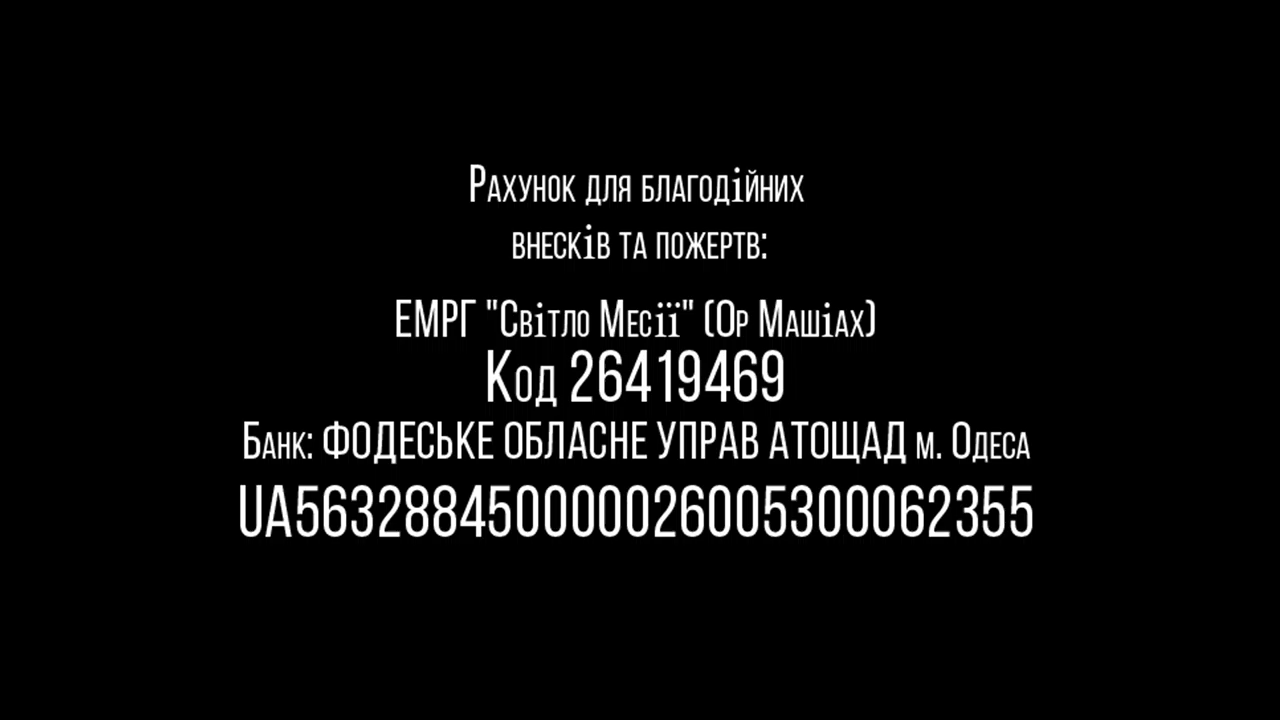 Рахунок для благодійних
внесків та пожертв:
ЕМРГ "Світло Месії" (Ор Машіах)
Код 26419469
Банк: ФОДЕСЬКЕ ОБЛАСНЕ УПРАВ АТОЩАД м. Одеса
UA563288450000026005300062355